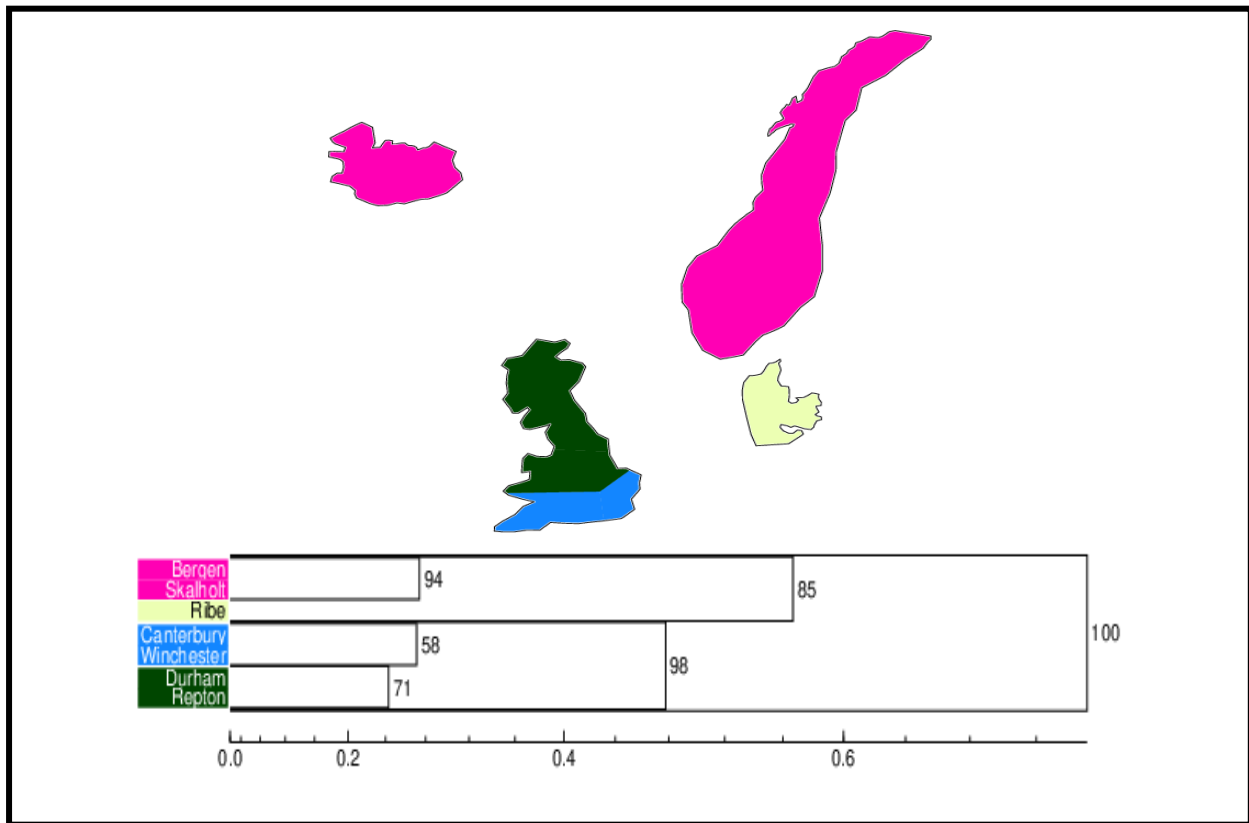 Bergen
94
Skalholt
85
Ribe
100
Canterbury
58
Winchester
98
Durham
71
Repton
0.0 0.2 0.4 0.6